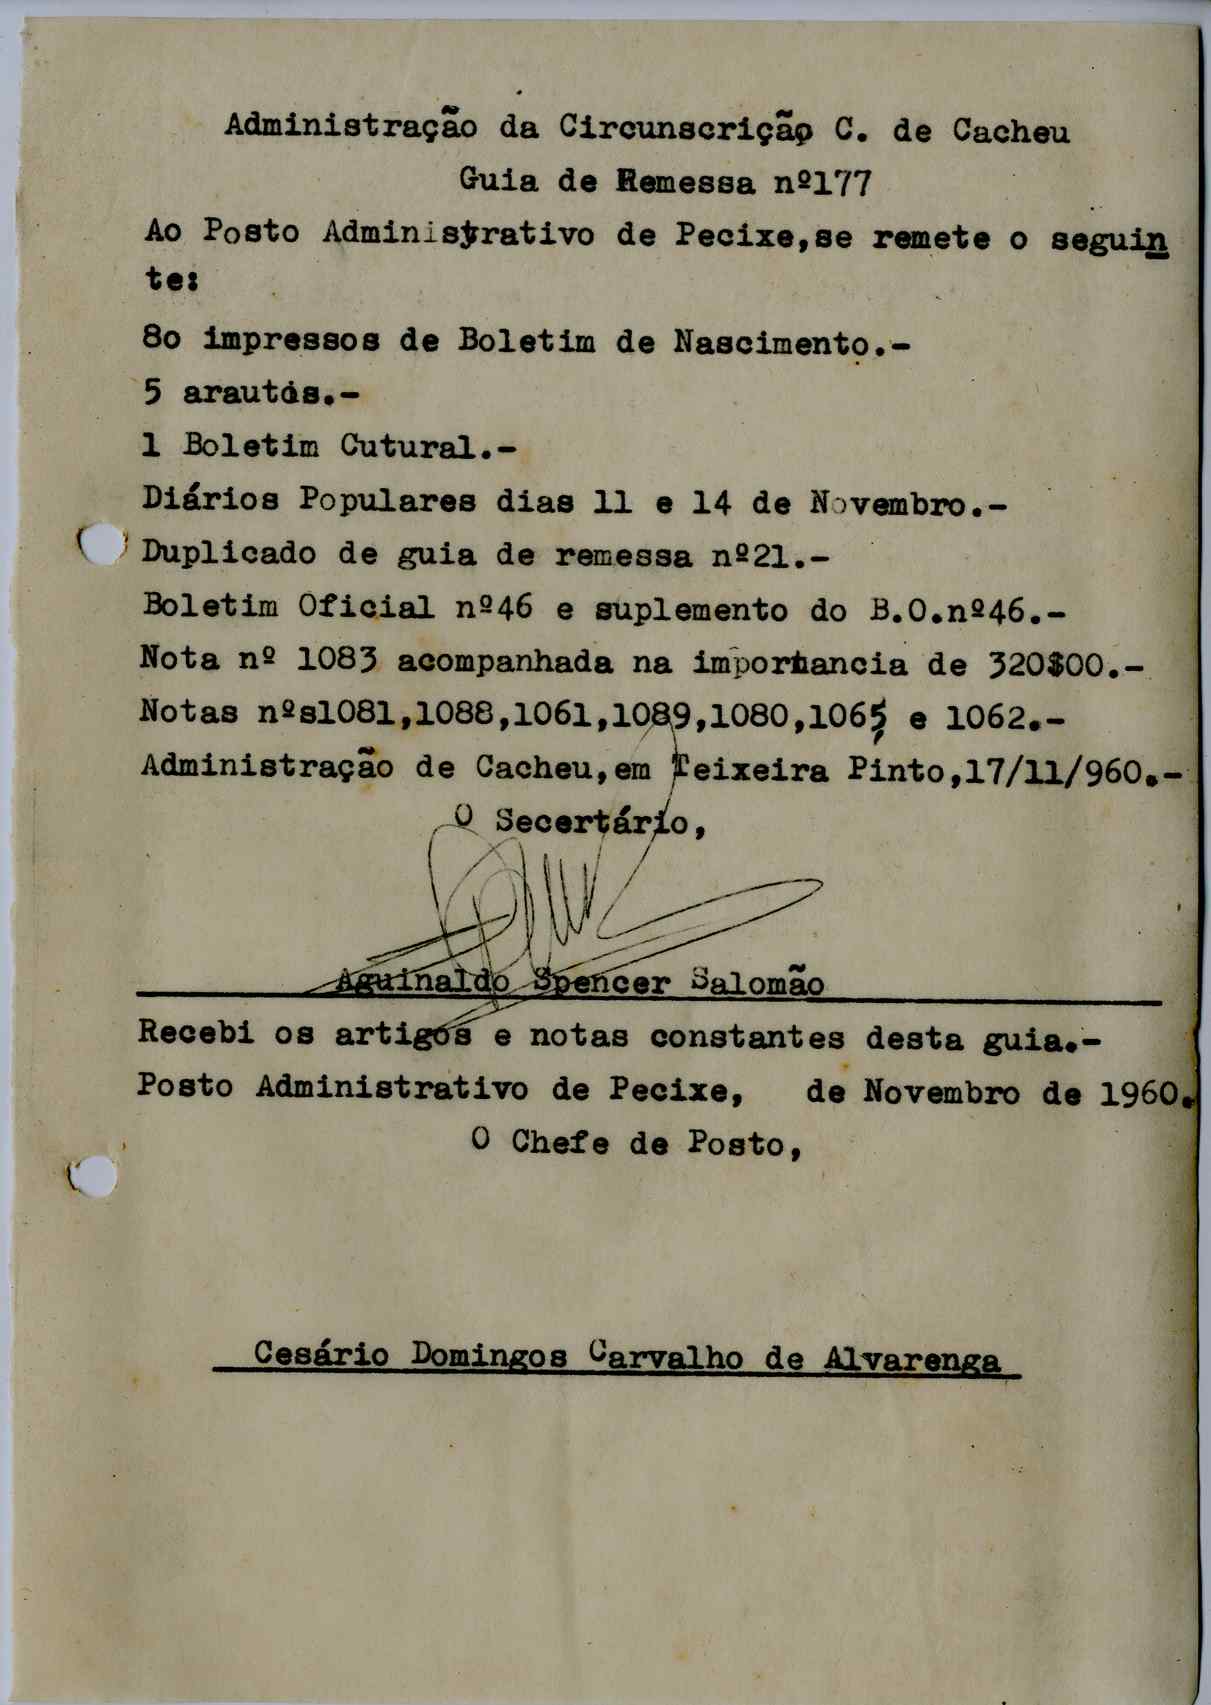 Administração da Circunscrição C. de Cacheu
Guia de Remessa nº177
Ao Posto Administrativo de Pecixe,se remete o seguin
te:
8o impressos de Boletim de Nascimento.-
5 arautos.-
1 Boletim Cutural.-
Diários Populares dias 11 e 14 de Novembro.-
Duplicado de guia de remessa nº21.-
Boletim Oficial nº46 e suplemento do B.O.nº46.-
Nota nº 1083 acompanhada na importancia de 320$00.-
Notas nºs1081,1088,1061,1089,1080,1065 e 1062.-
Administração de Cacheu,em Teixeira Pinto,17/11/960.-
O Secertário,
Aguinaldo Spencer Salomão
Recebi os artigos e notas constantes desta guia.-
Posto Administrativo de Pecixe, de Novembro de 1960.
O Chefe de Posto,
Cesário Domingos Carvalho de Alvarenga